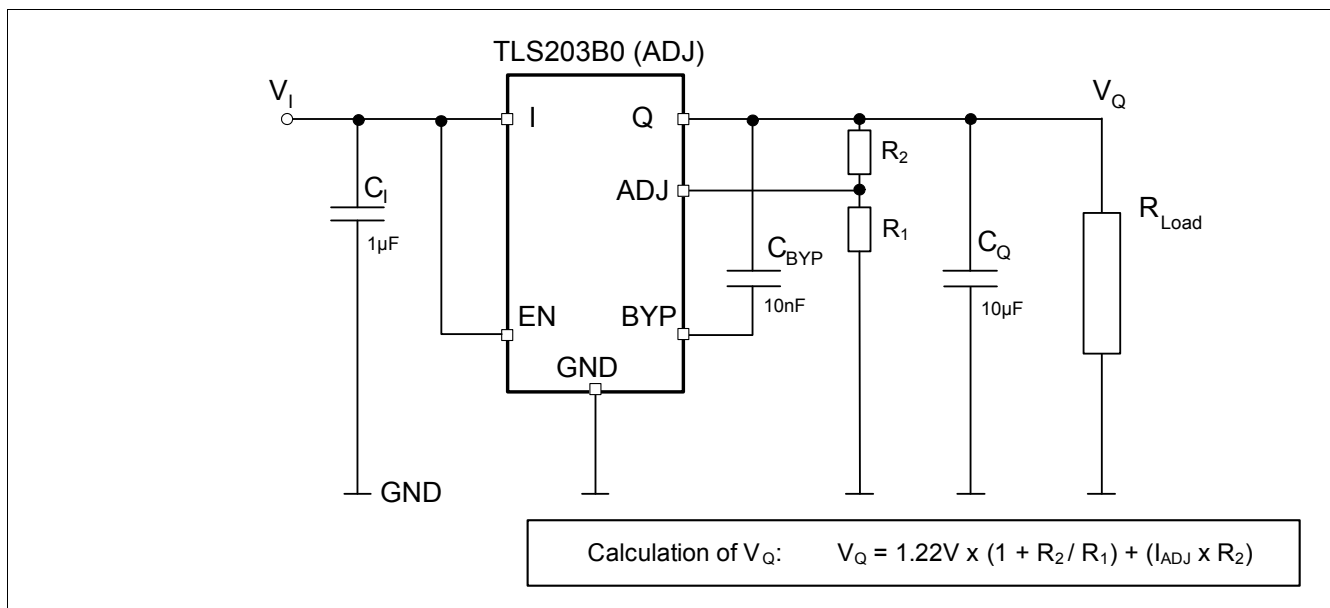 TLS203B0 (ADJ)
V_I
I
Q
V_Q
R_2
ADJ
C_I
1µF
R_1
R_Load
C_BYP
10nF
C_Q
10µF
EN
BYP
GND
GND
Calculation of V_Q: V_Q = 1.22V x (1 + R_2 / R_1) + (I_ADJ x R_2)